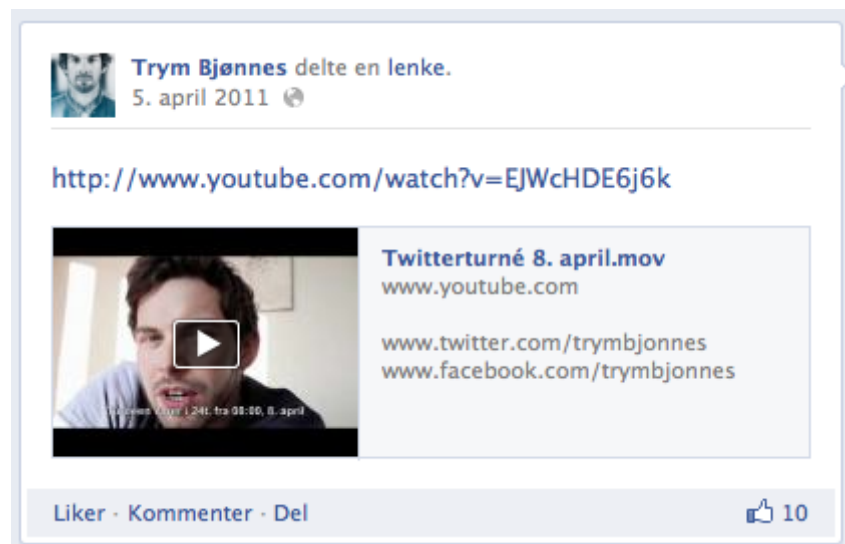 Trym Bjønnes delte en lenke.
5. april 2011
http://www.youtube.com/watch?v=EJWcHDE6j6k
Twitterturné 8. april.mov
www.youtube.com
www.twitter.com/trymbjonnes
www.facebook.com/trymbjonnes
i 24t, fra 08:00, 8. april
Liker · Kommenter · Del
10